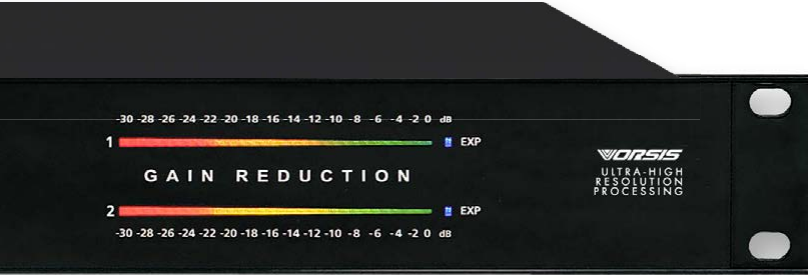 -30 -28 -26 -24 -22 -20 -18 -16 -14 -12 -10 -8 -6 -4 -2 0 dB
1 EXP
GAIN REDUCTION
2 EXP
-30 -28 -26 -24 -22 -20 -18 -16 -14 -12 -10 -8 -6 -4 -2 0 dB
VORSIS
ULTRA-HIGH
RESOLUTION
PROCESSING